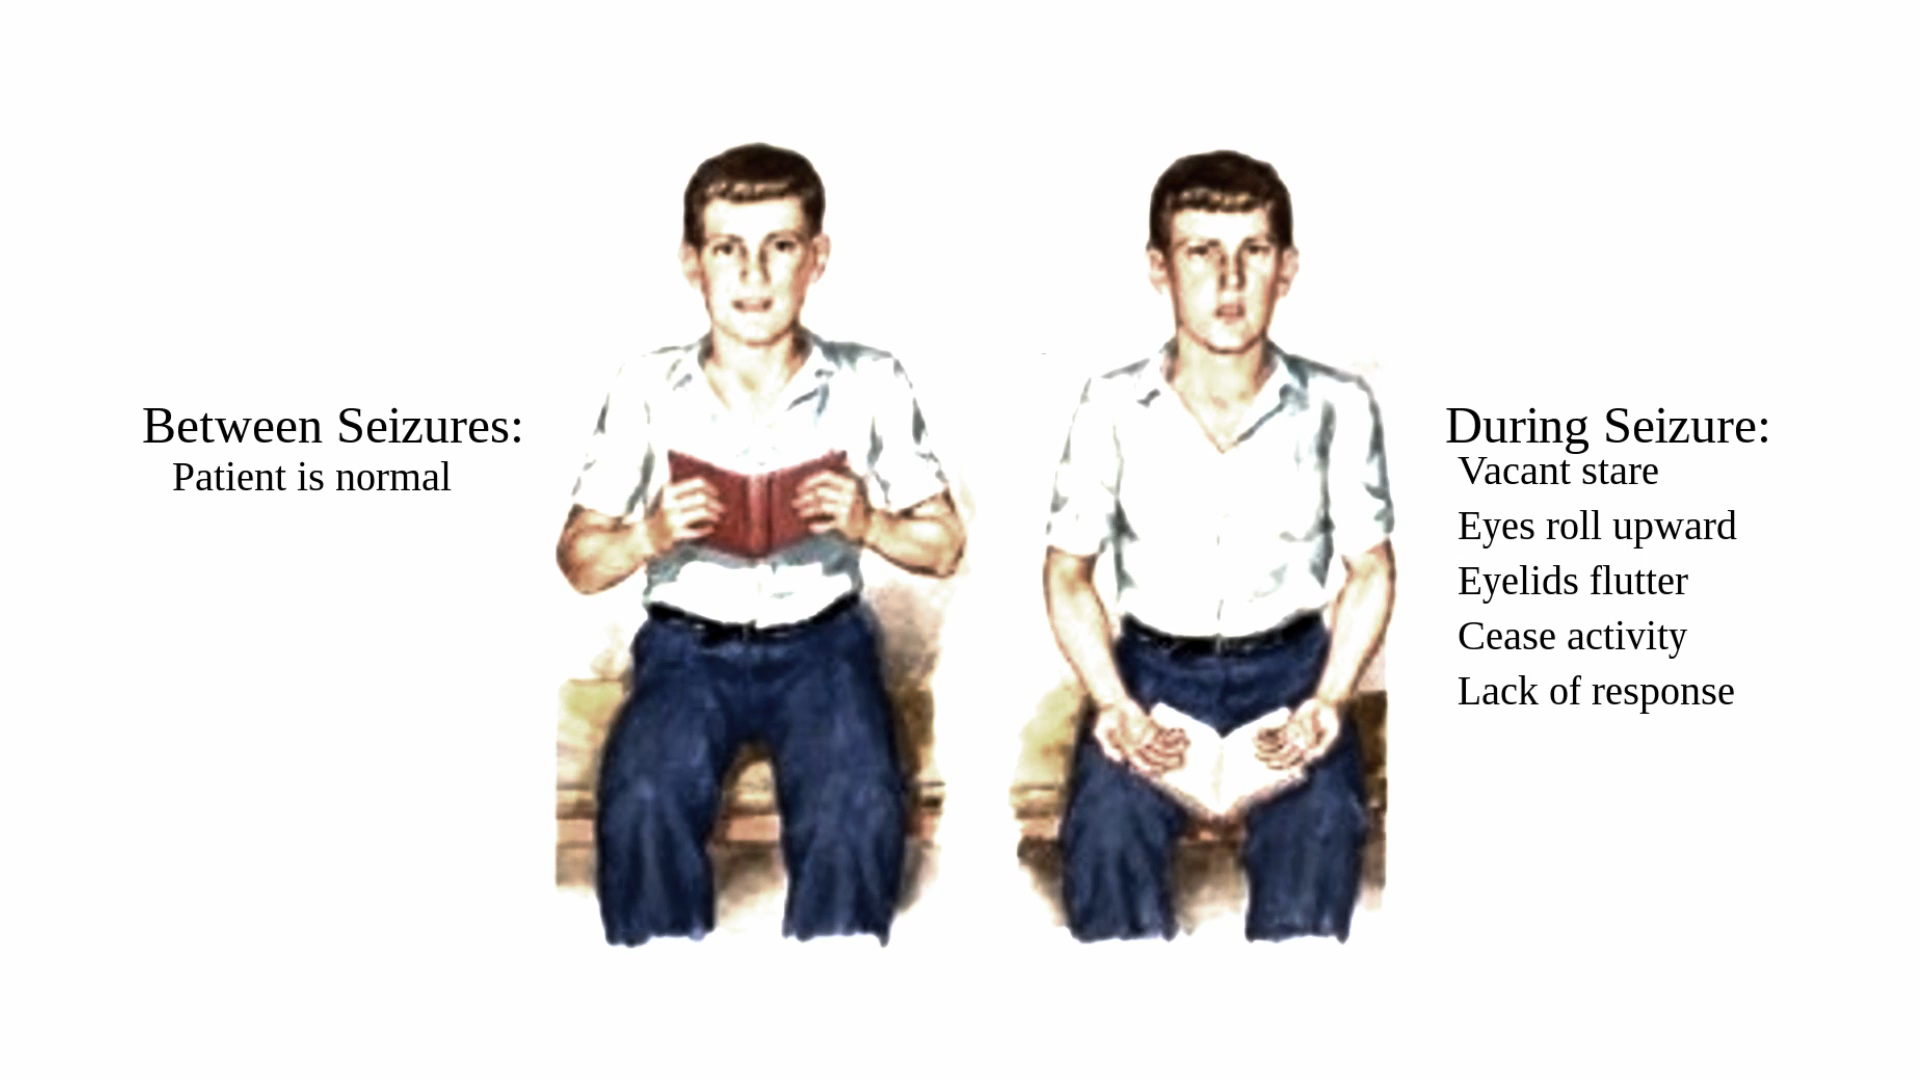 Between Seizures:
Patient is normal
During Seizure:
Vacant stare
Eyes roll upward
Eyelids flutter
Cease activity
Lack of response